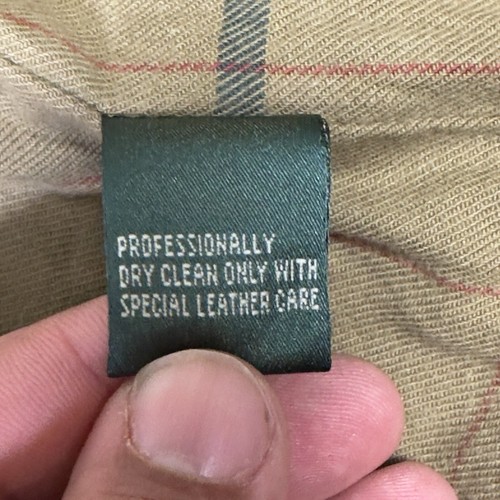 PROFESSIONALLY
DRY CLEAN ONLY WITH
SPECIAL LEATHER CARE